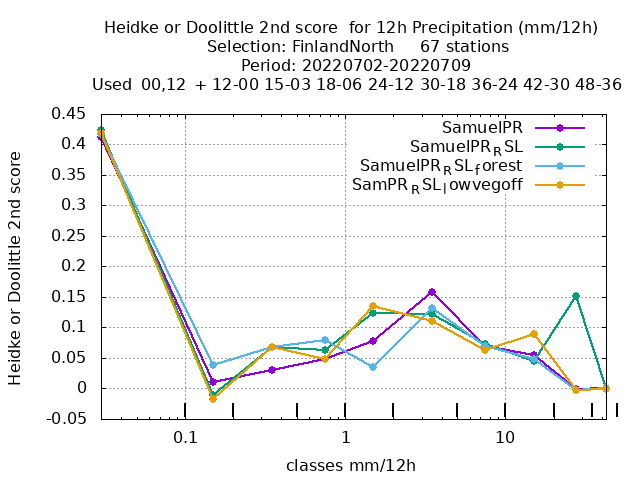 Heidke or Doolittle 2nd score  for 12h Precipitation (mm/12h)
Selection: FinlandNorth     67 stations
Period: 20220702-20220709
Used  00,12  + 12-00 15-03 18-06 24-12 30-18 36-24 42-30 48-36
Heidke or Doolittle 2nd score
0.45
0.4
0.35
0.3
0.25
0.2
0.15
0.1
0.05
0
-0.05
SamuelPR
SamuelPR_RSL
SamuelPR_RSL_forest
SamPR_RSL_lowvegoff
0.1
1
10
classes mm/12h